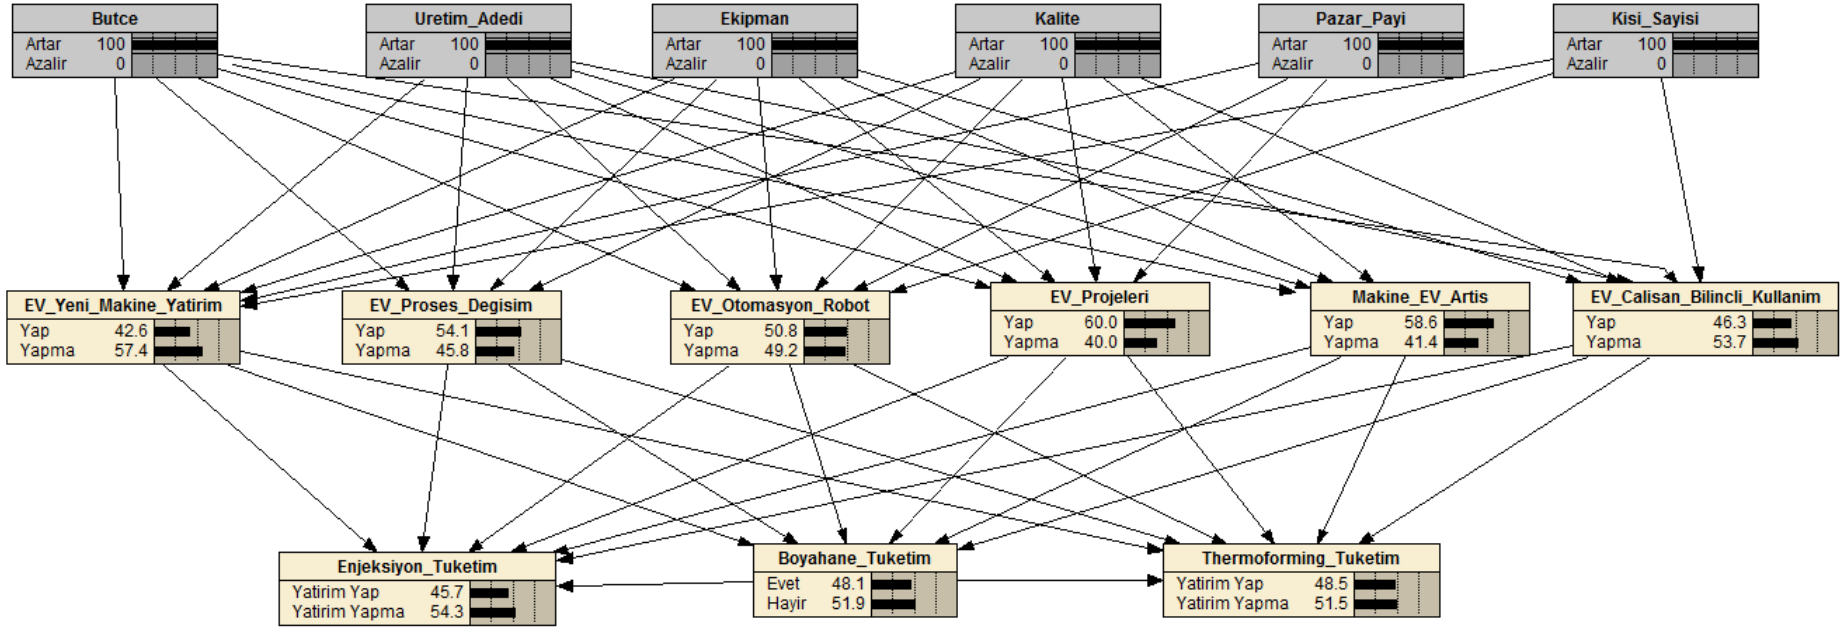 Butce
Artar 100
Azalir 0
Uretim_Adedi
Artar 100
Azalir 0
Ekipman
Artar 100
Azalir 0
Kalite
Artar 100
Azalir 0
Pazar_Payi
Artar 100
Azalir 0
Kisi_Sayisi
Artar 100
Azalir 0
EV_Yeni_Makine_Yatirim
Yap 42.6
Yapma 57.4
EV_Proses_Degisim
Yap 54.1
Yapma 45.8
EV_Otomasyon_Robot
Yap 50.8
Yapma 49.2
EV_Projeleri
Yap 60.0
Yapma 40.0
Makine_EV_Artis
Yap 58.6
Yapma 41.4
EV_Calisan_Bilincli_Kullanim
Yap 46.3
Yapma 53.7
Enjeksiyon_Tuketim
Yatirim Yap 45.7
Yatirim Yapma 54.3
Boyahane_Tuketim
Evet 48.1
Hayir 51.9
Thermoforming_Tuketim
Yatirim Yap 48.5
Yatirim Yapma 51.5